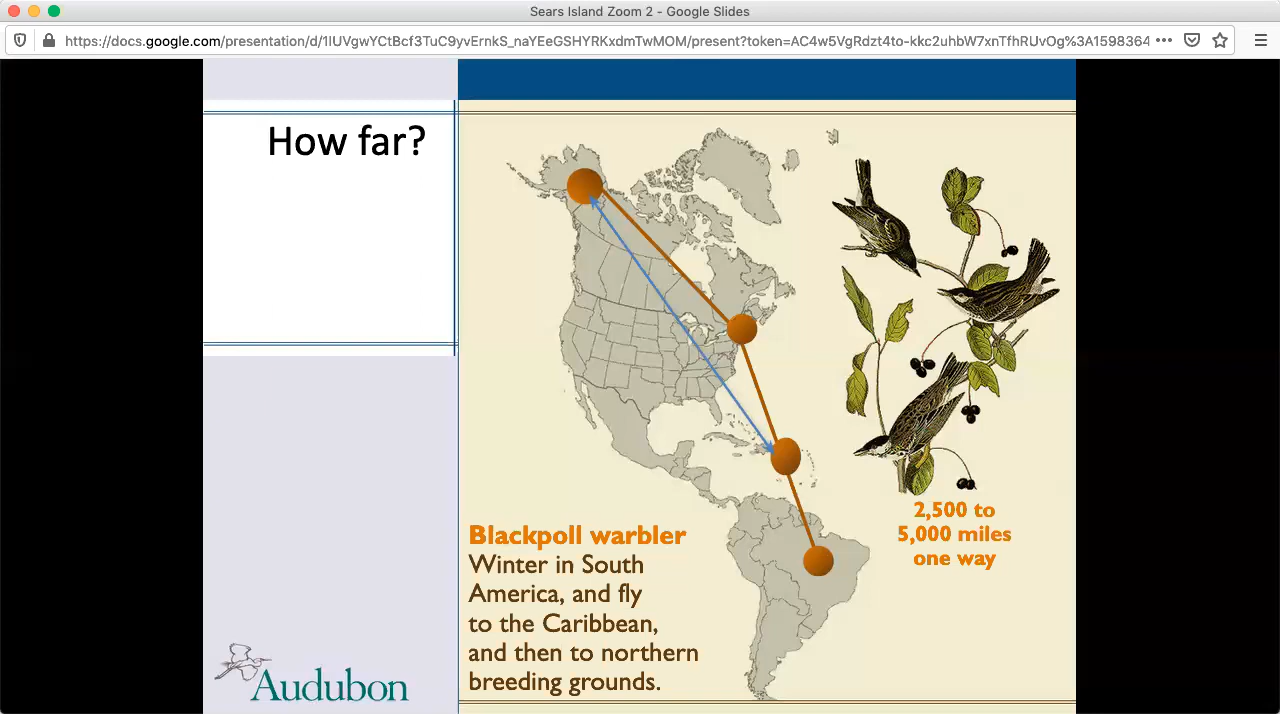 Sears Island Zoom 2 - Google Slides
https://docs.google.com/presentation/d/1IUVgwYCtBcf3TuC9yvErnkS_naYEeGSHYRKxdmTwMOM/present?token=AC4w5VgRdzt4to-kkc2uhbW7xnTfhRUvOg%3A1598364
How far?
Blackpoll warbler
Winter in South
America, and fly
to the Caribbean,
and then to northern
breeding grounds.
2,500 to
5,000 miles
one way
Audubon